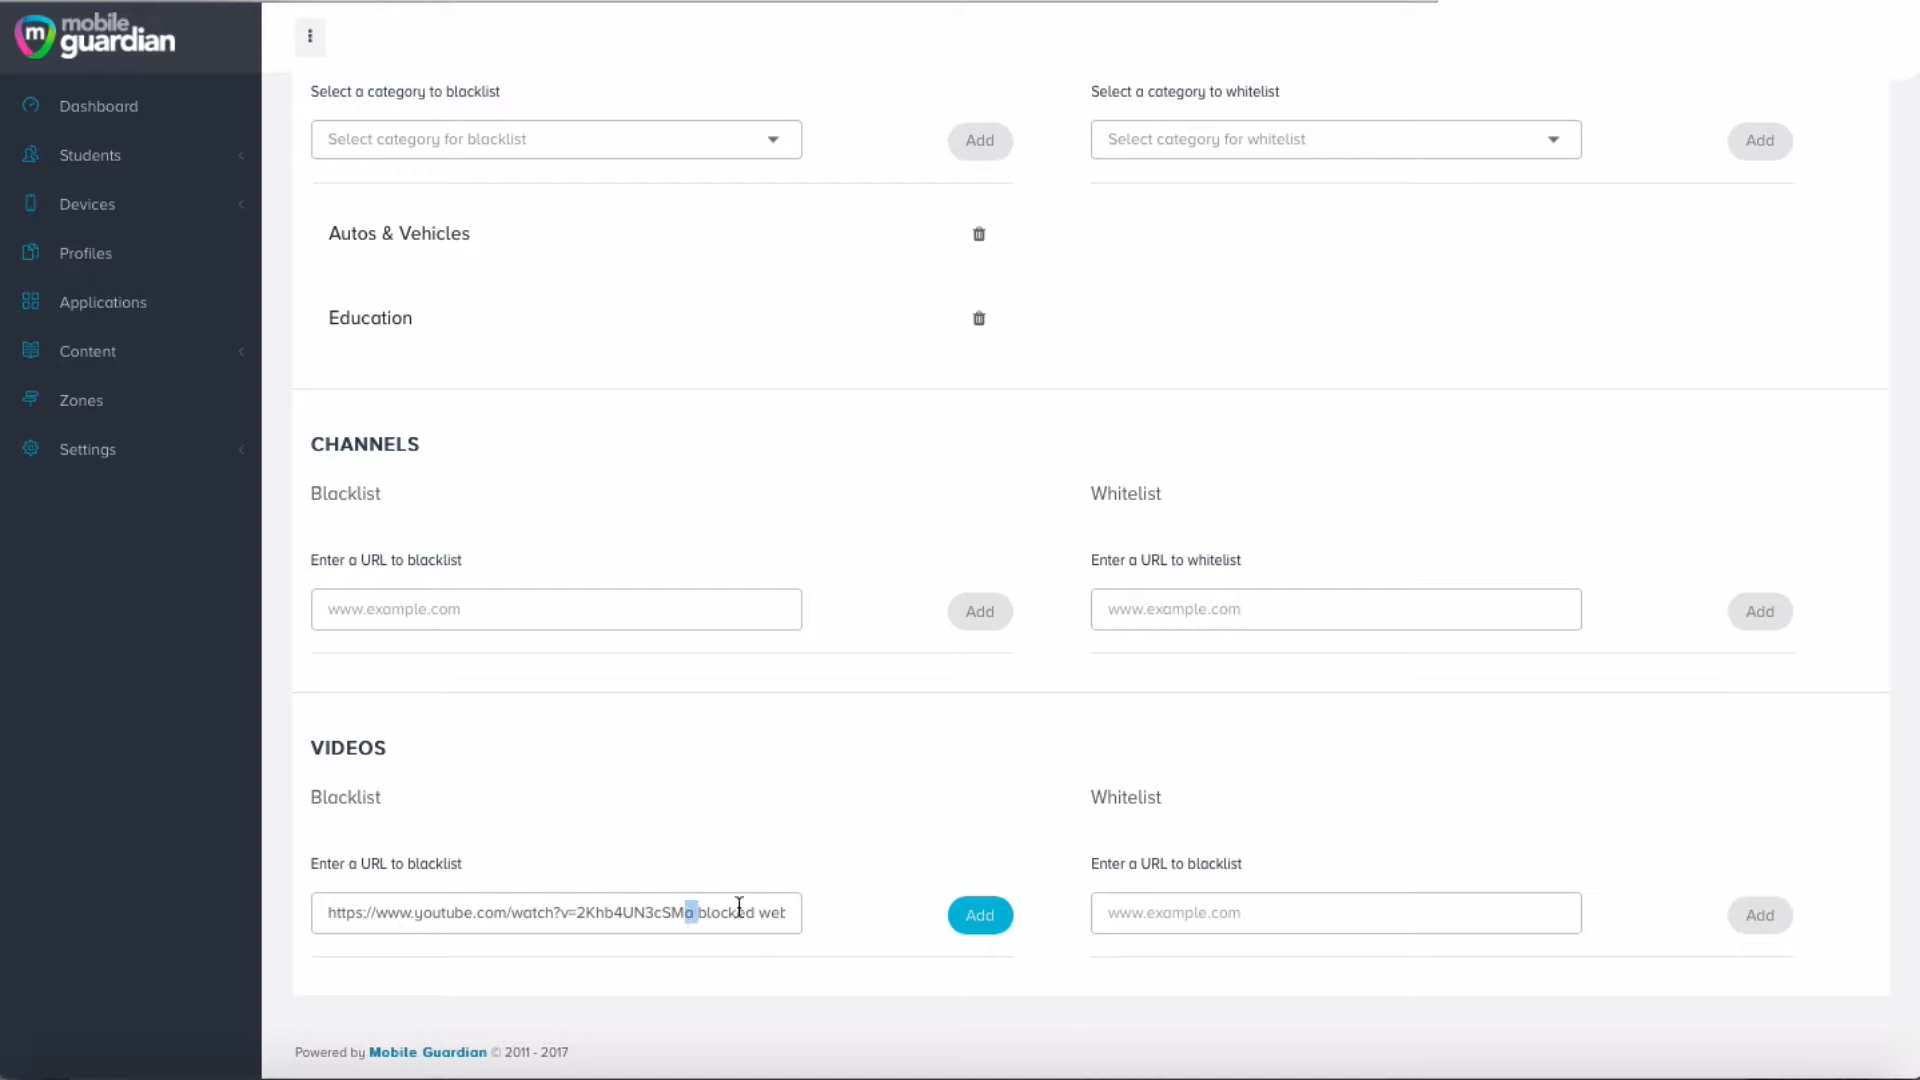 mobile
guardian
Dashboard
Students
Devices
Profiles
Applications
Content
Zones
Settings
Select a category to blacklist
Select category for blacklist
Add
Select a category to whitelist
Select category for whitelist
Add
Autos & Vehicles
Education
CHANNELS
Blacklist
Whitelist
Enter a URL to blacklist
Enter a URL to whitelist
www.example.com
Add
www.example.com
Add
VIDEOS
Blacklist
Whitelist
Enter a URL to blacklist
Enter a URL to blacklist
https://www.youtube.com/watch?v=2Khb4UN3cSMa blocked web
Add
www.example.com
Add
Powered by Mobile Guardian © 2011 - 2017